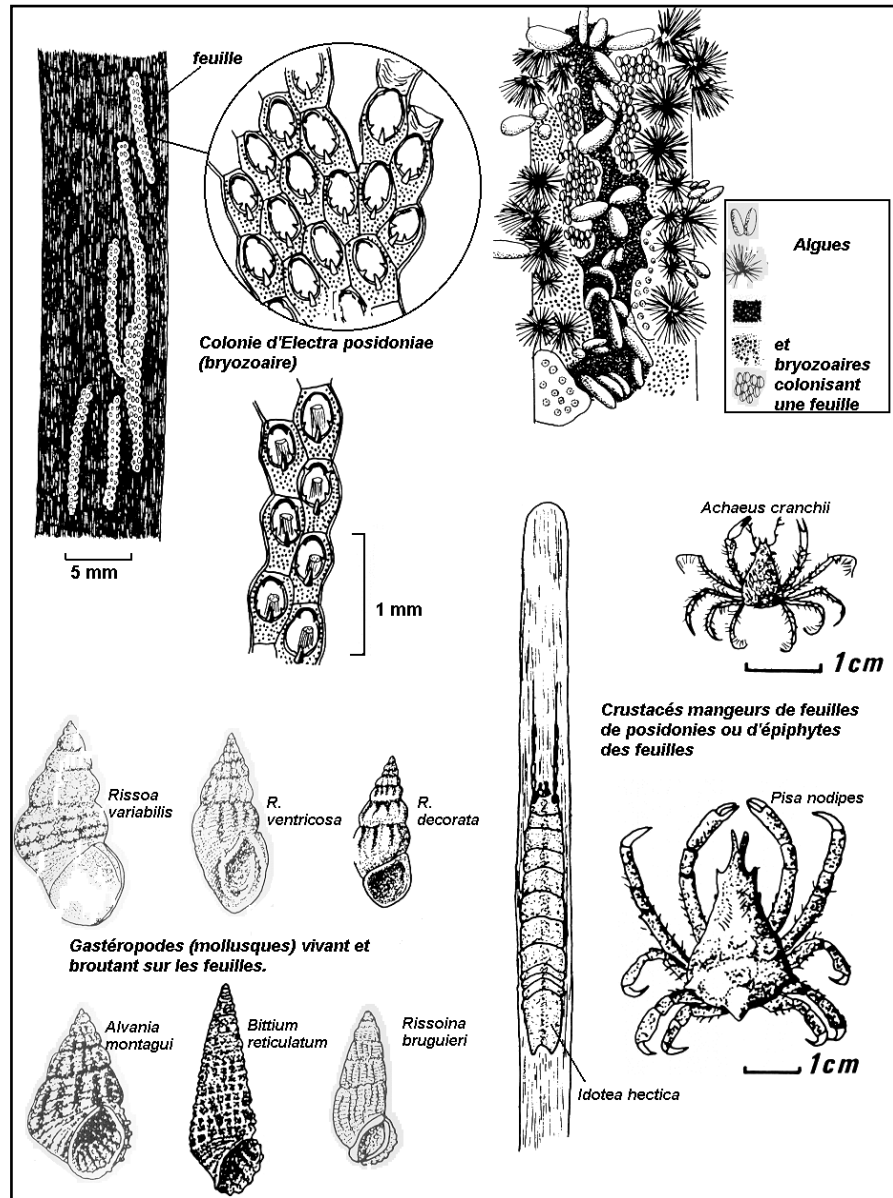 feuille
Colonie d'Electra posidoniae
(bryozoaire)
5 mm
1 mm
Algues
et
bryozoaires
colonisant
une feuille
Achaeus cranchii
1cm
Crustacés mangeurs de feuilles
de posidonies ou d'épiphytes
des feuilles
Pisa nodipes
1cm
Idotea hectica
Rissoa
variabilis
R.
ventricosa
R.
decorata
Gastéropodes (mollusques) vivant et
broutant sur les feuilles.
Alvania
montagui
Bittium
reticulatum
Rissoina
bruguieri